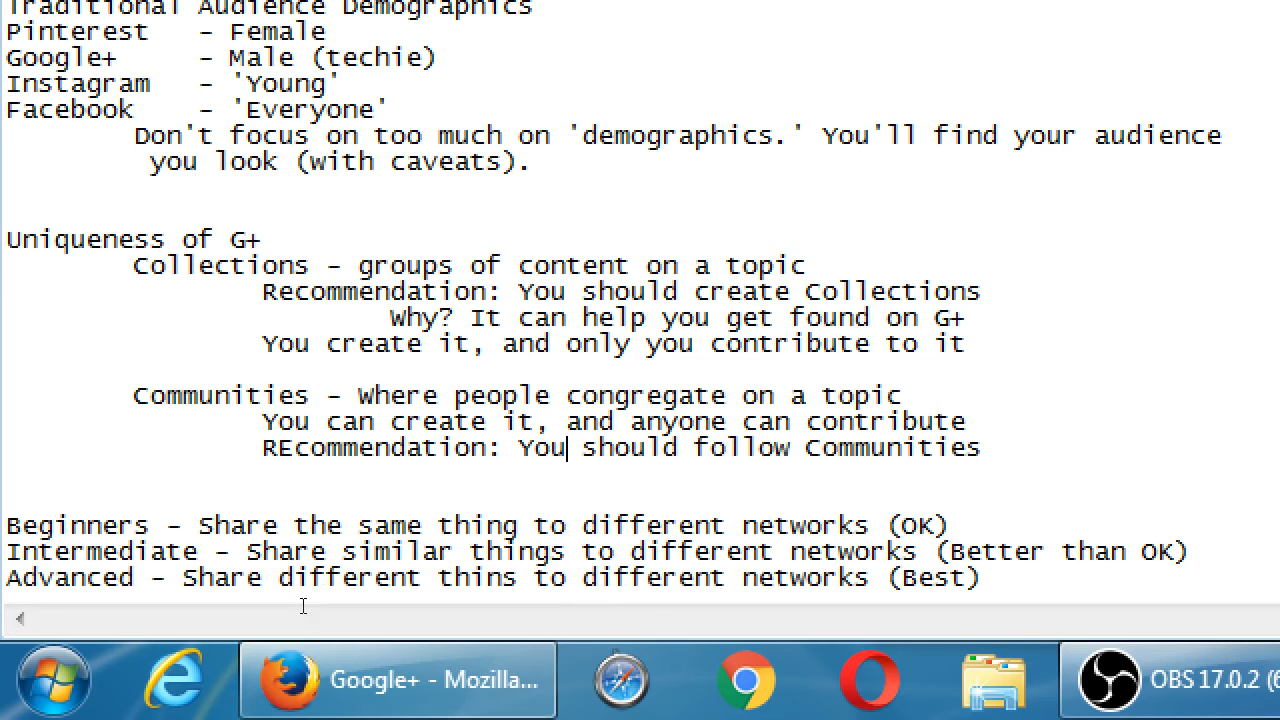 Traditional Audience Demographics
Pinterest – Female
Google+ – Male (techie)
Instagram – 'Young'
Facebook – 'Everyone'
Don't focus on too much on 'demographics.' You'll find your audience
you look (with caveats).
Uniqueness of G+
Collections – groups of content on a topic
Recommendation: You should create Collections
Why? It can help you get found on G+
You create it, and only you contribute to it
Communities – Where people congregate on a topic
You can create it, and anyone can contribute
REcommendation: You should follow Communities
Beginners – Share the same thing to different networks (OK)
Intermediate – Share similar things to different networks (Better than OK)
Advanced – Share different thins to different networks (Best)
Google+ - Mozilla... OBS 17.0.2 (6